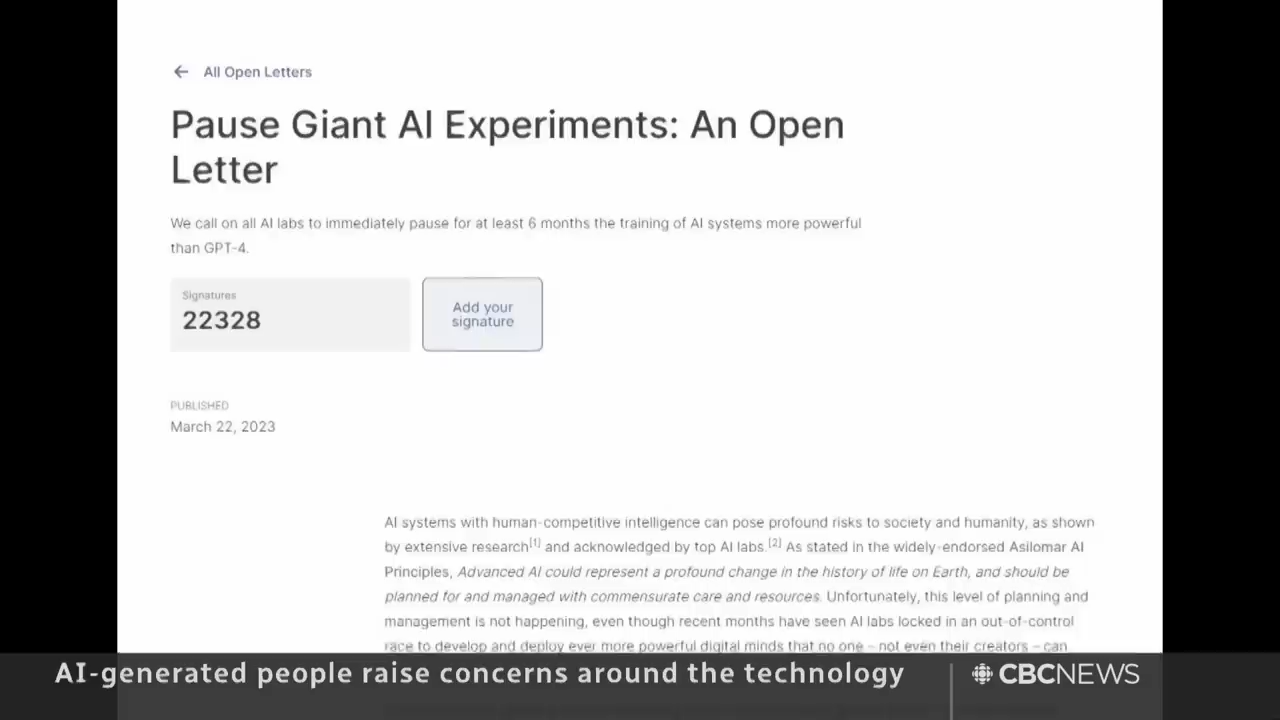 ← All Open Letters
Pause Giant AI Experiments: An Open
Letter
We call on all AI labs to immediately pause for at least 6 months the training of AI systems more powerful
than GPT-4.
Signatures
22328
Add your
signature
PUBLISHED
March 22, 2023
AI systems with human-competitive intelligence can pose profound risks to society and humanity, as shown
by extensive research[1] and acknowledged by top AI labs.[2] As stated in the widely-endorsed Asilomar AI
Principles, Advanced AI could represent a profound change in the history of life on Earth, and should be
planned for and managed with commensurate care and resources. Unfortunately, this level of planning and
management is not happening, even though recent months have seen AI labs locked in an out-of-control
race to develop and deploy ever more powerful digital minds that no one – not even their creators – can
AI-generated people raise concerns around the technology
CBCNEWS